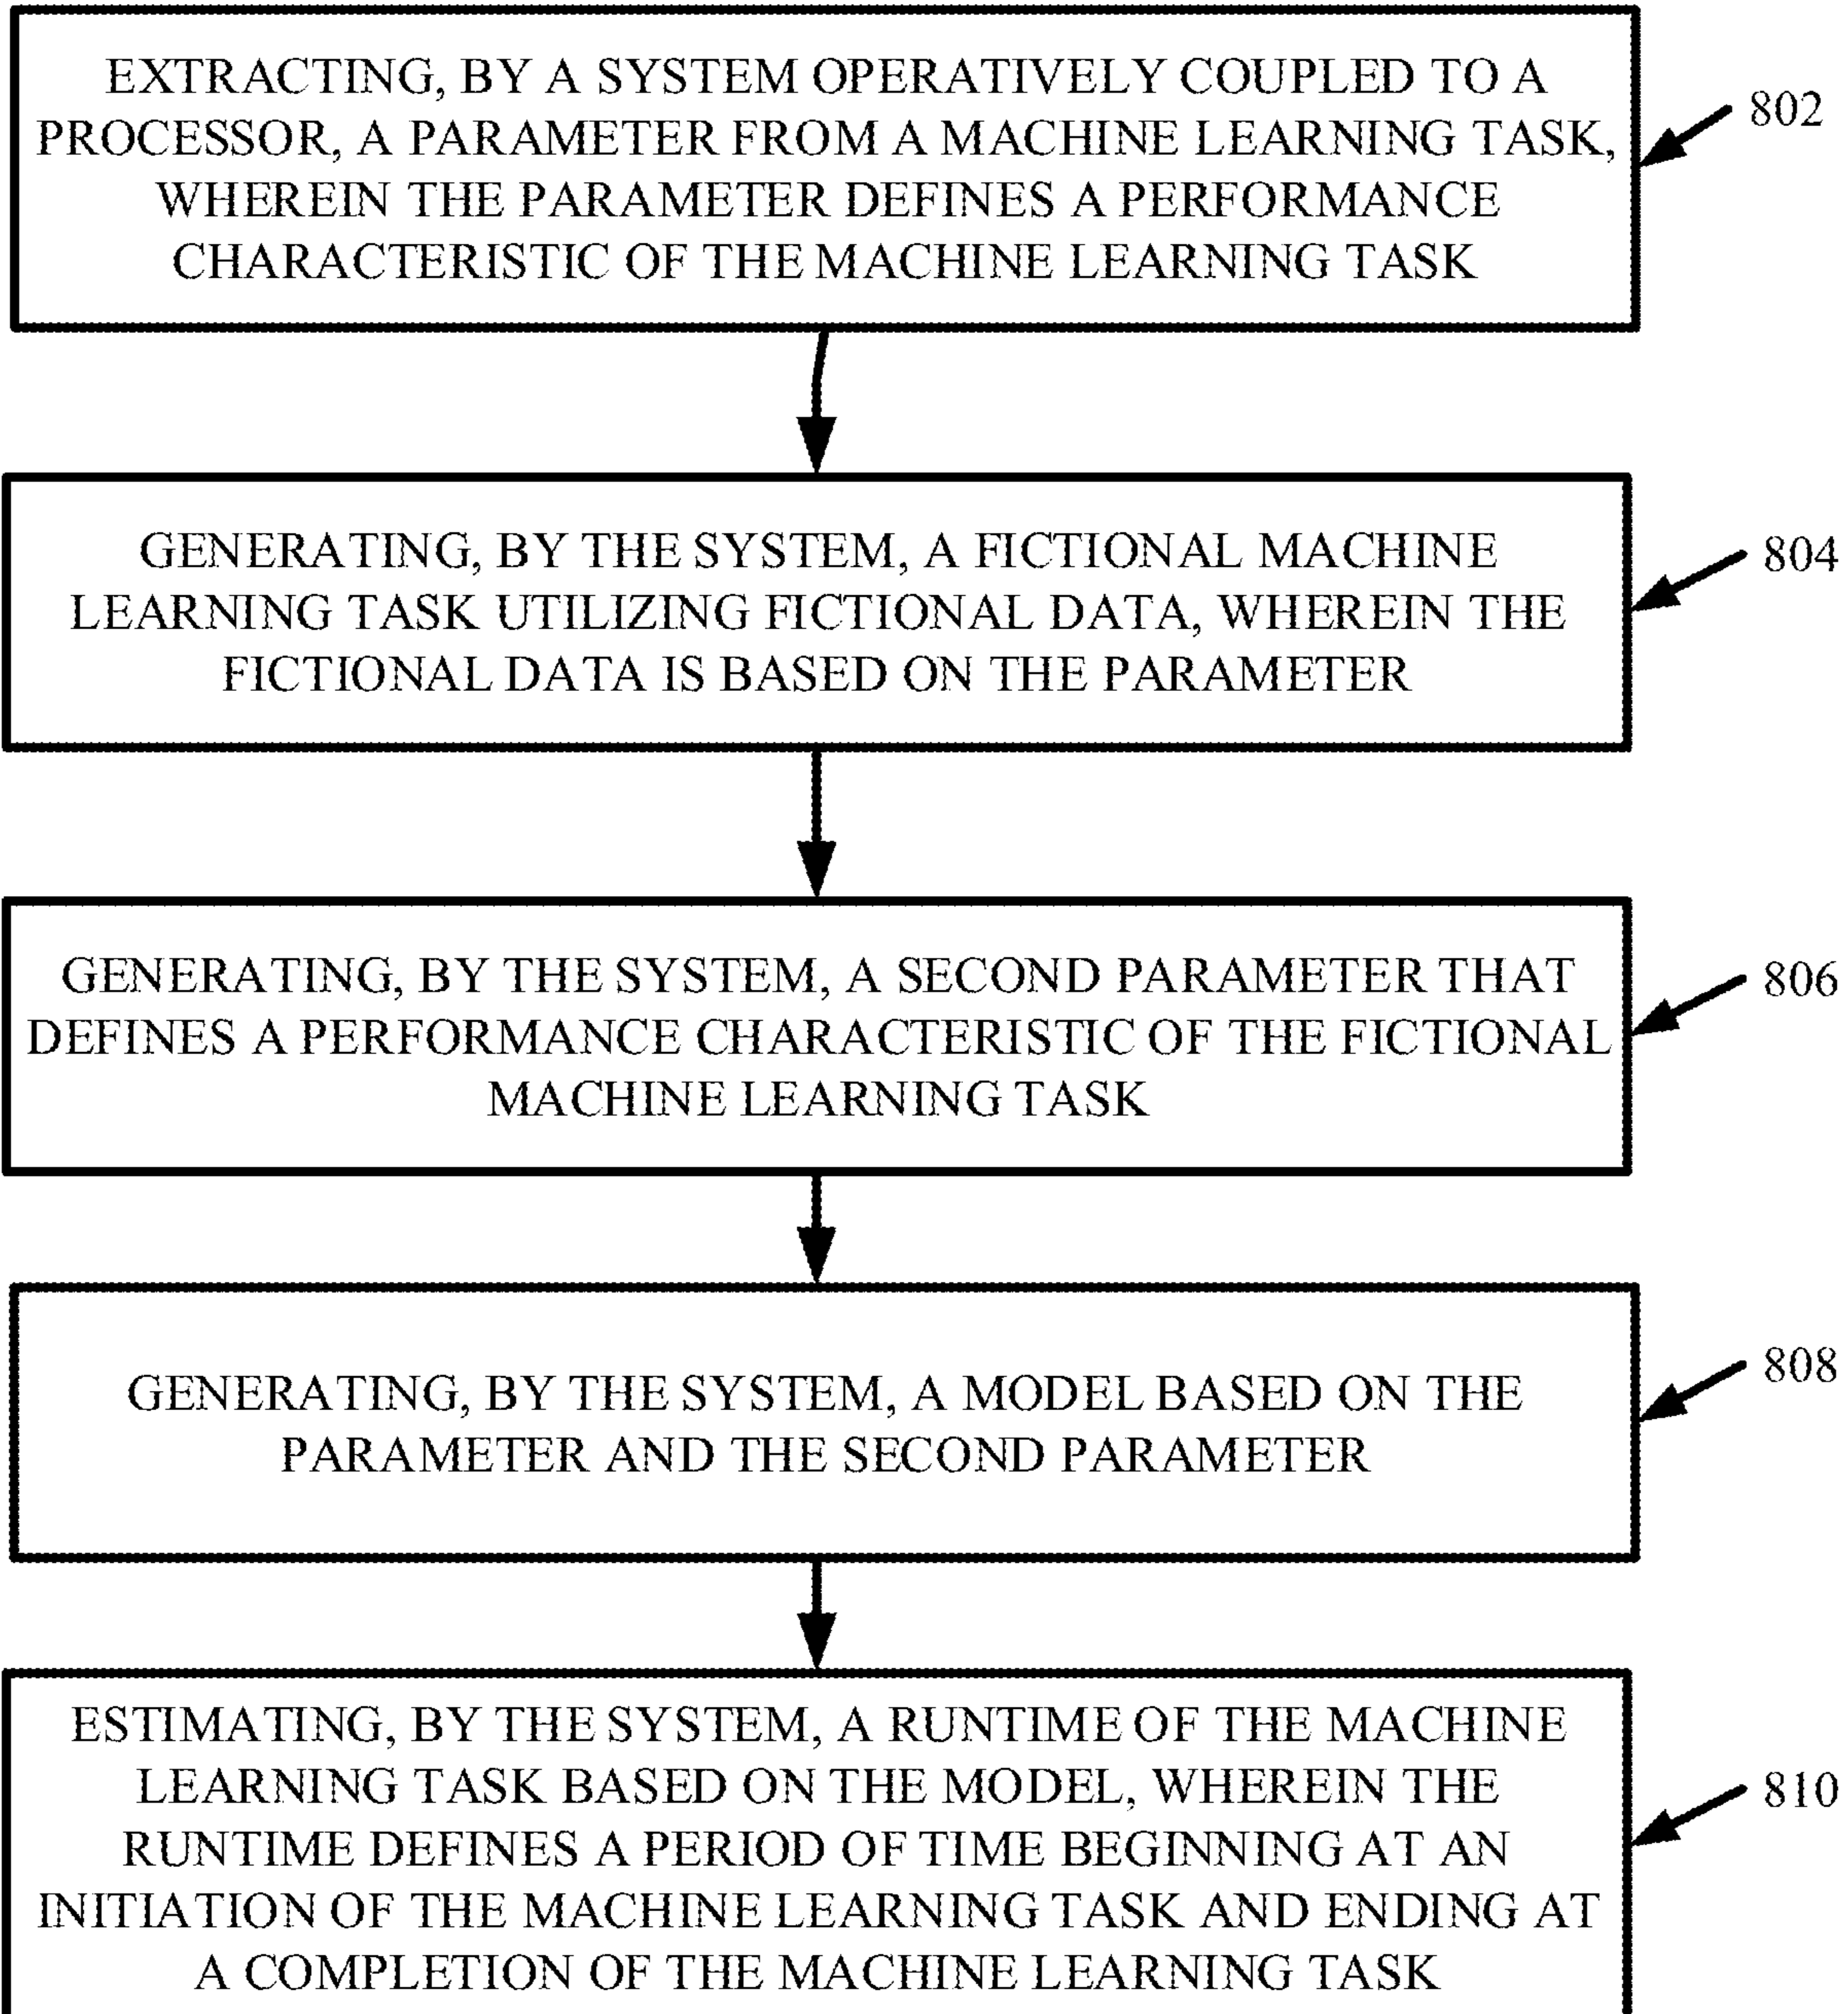 EXTRACTING, BY A SYSTEM OPERATIVELY COUPLED TO A
PROCESSOR, A PARAMETER FROM A MACHINE LEARNING TASK,
WHEREIN THE PARAMETER DEFINES A PERFORMANCE
CHARACTERISTIC OF THE MACHINE LEARNING TASK
802
GENERATING, BY THE SYSTEM, A FICTIONAL MACHINE
LEARNING TASK UTILIZING FICTIONAL DATA, WHEREIN THE
FICTIONAL DATA IS BASED ON THE PARAMETER
804
GENERATING, BY THE SYSTEM, A SECOND PARAMETER THAT
DEFINES A PERFORMANCE CHARACTERISTIC OF THE FICTIONAL
MACHINE LEARNING TASK
806
GENERATING, BY THE SYSTEM, A MODEL BASED ON THE
PARAMETER AND THE SECOND PARAMETER
808
ESTIMATING, BY THE SYSTEM, A RUNTIME OF THE MACHINE
LEARNING TASK BASED ON THE MODEL, WHEREIN THE
RUNTIME DEFINES A PERIOD OF TIME BEGINNING AT AN
INITIATION OF THE MACHINE LEARNING TASK AND ENDING AT
A COMPLETION OF THE MACHINE LEARNING TASK
810